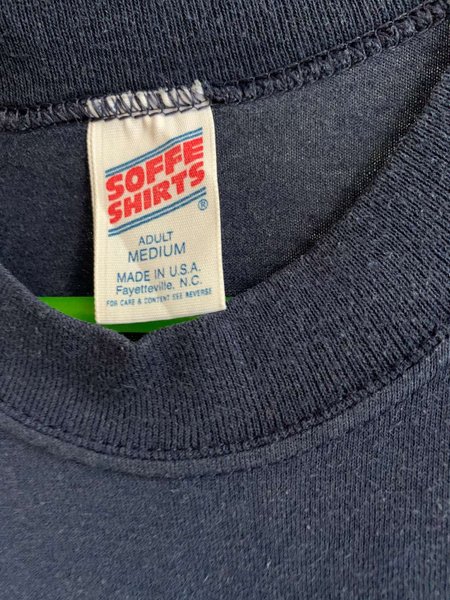 SOFFE
SHIRTS
®
ADULT
MEDIUM
MADE IN U.S.A.
Fayetteville, N.C.
FOR CARE & CONTENT SEE REVERSE